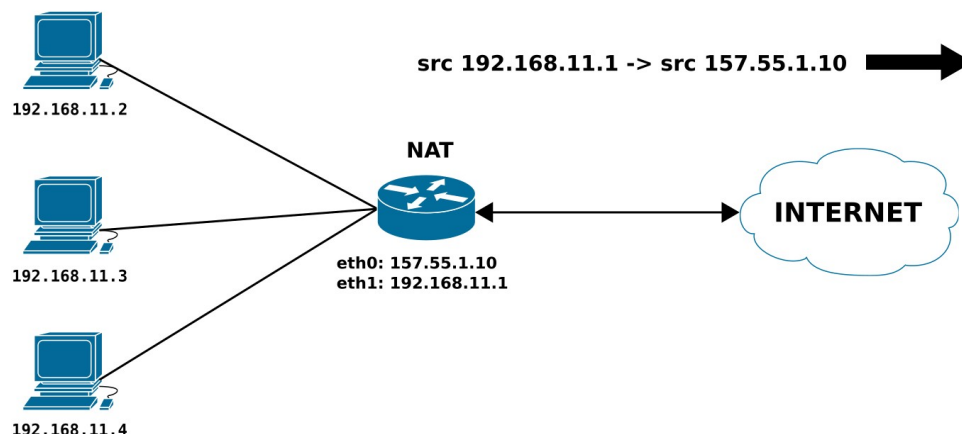 src 192.168.11.1 -> src 157.55.1.10
192.168.11.2
NAT
INTERNET
192.168.11.3
eth0: 157.55.1.10
eth1: 192.168.11.1
192.168.11.4